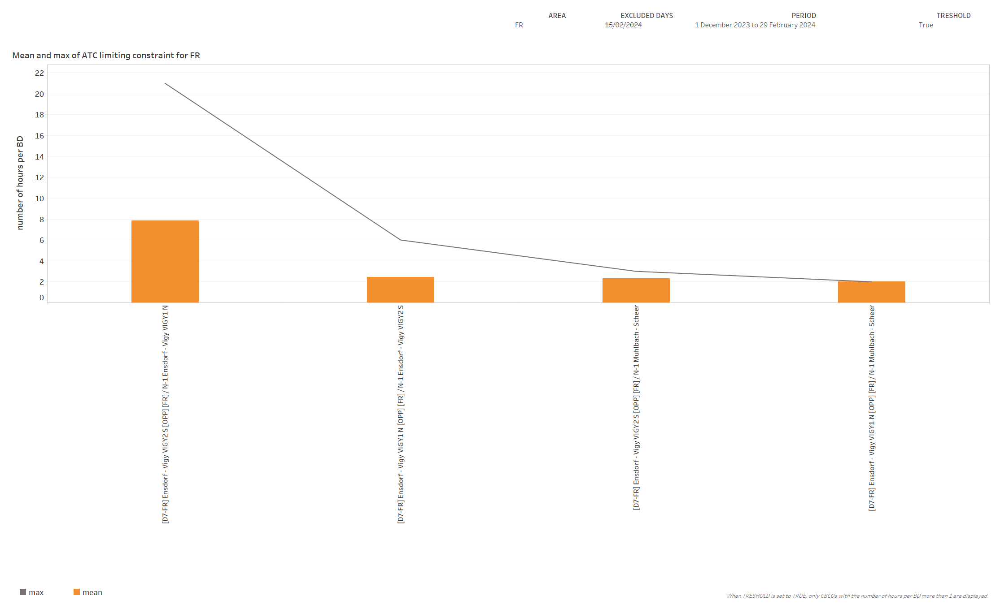 AREA EXCLUDED DAYS PERIOD TRESHOLD
FR 15/02/2024 1 December 2023 to 29 February 2024 True
Mean and max of ATC limiting constraint for FR
number of hours per BD
22
20
18
16
14
12
10
8
6
4
2
0
[D7-FR] Ensdorf - Vigy VIGY2 S [OPP] [FR] / N-1 Ensdorf - Vigy VIGY1 N
[D7-FR] Ensdorf - Vigy VIGY1 N [OPP] [FR] / N-1 Ensdorf - Vigy VIGY2 S
[D7-FR] Ensdorf - Vigy VIGY2 S [OPP] [FR] / N-1 Muhlbach - Scheer
[D7-FR] Ensdorf - Vigy VIGY1 N [OPP] [FR] / N-1 Muhlbach - Scheer
max mean
When TRESHOLD is set to TRUE, only CBCOs with the number of hours per BD more than 1 are displayed.